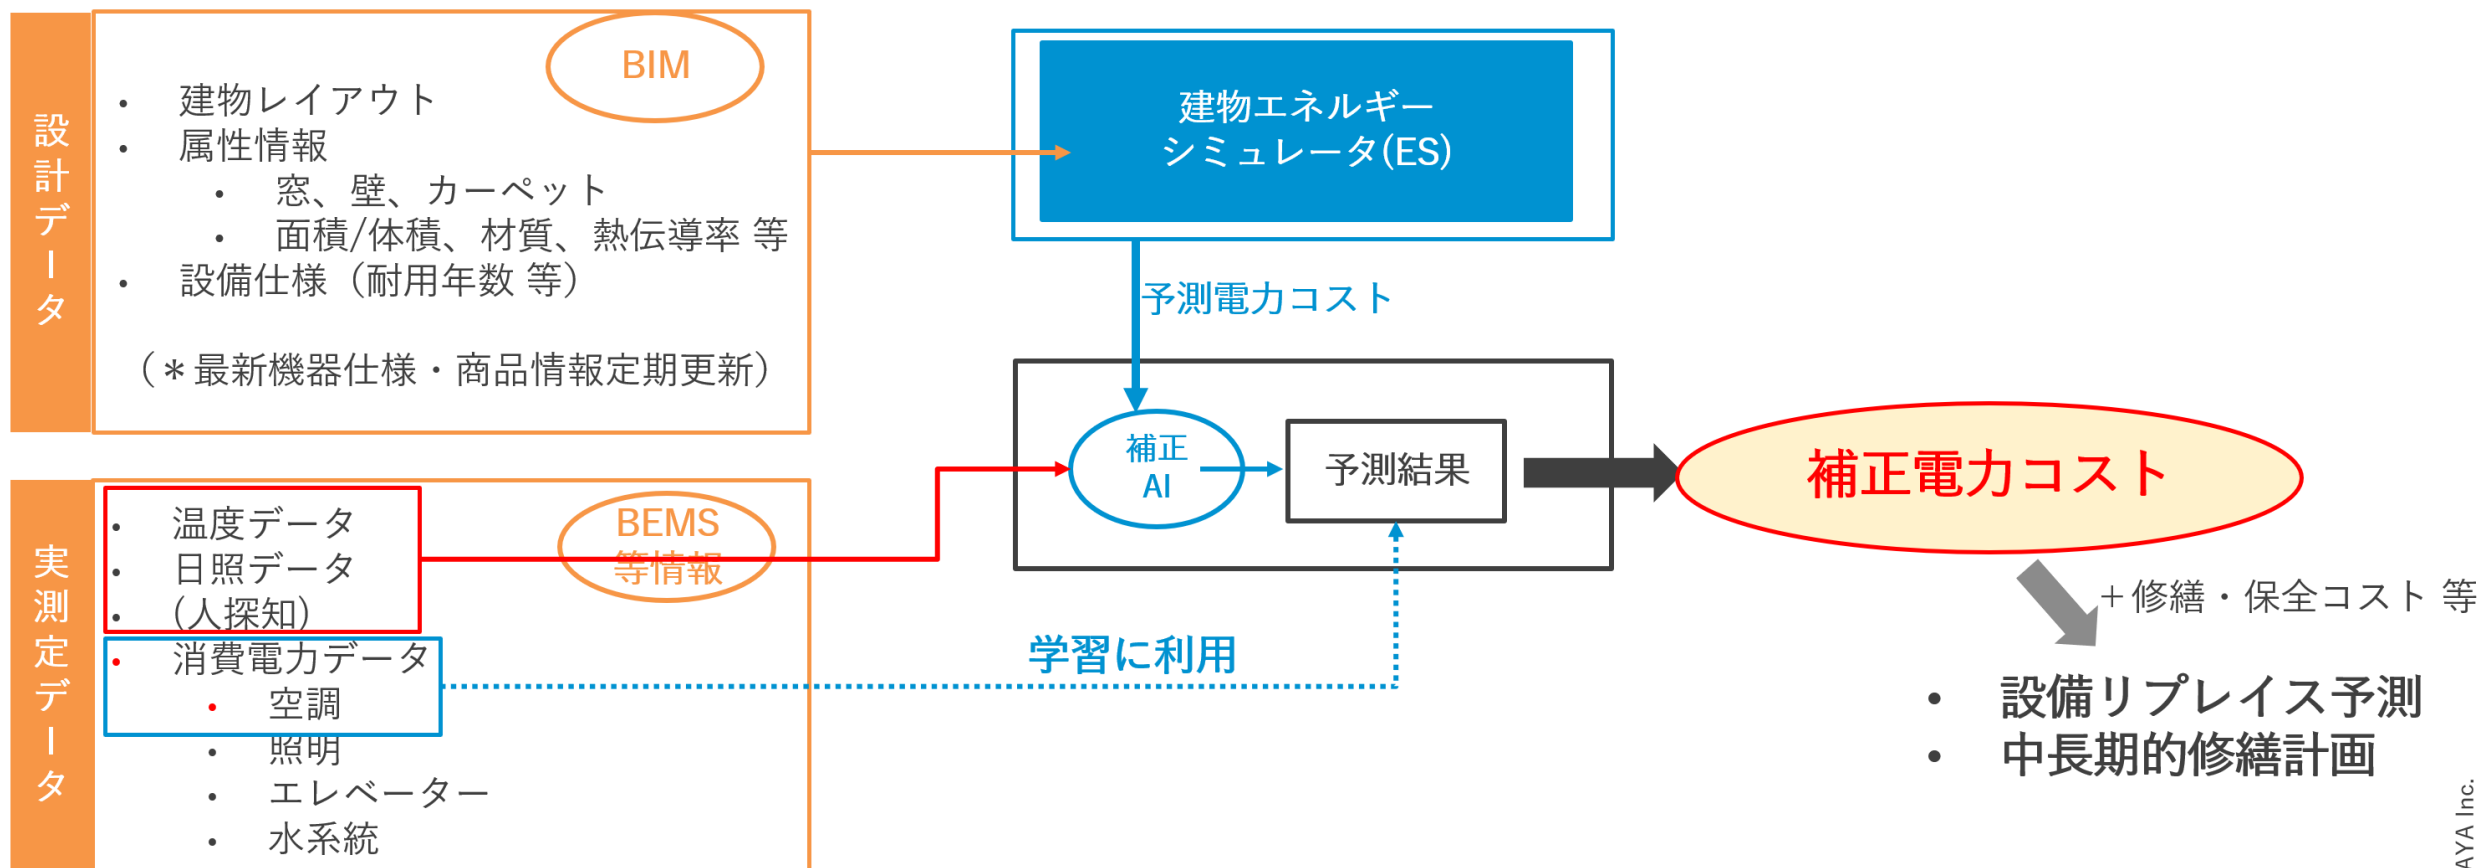 設計データ
BIM
・ 建物レイアウト
・ 属性情報
・ 窓、壁、カーペット
・ 面積/体積、材質、熱伝導率 等
・ 設備仕様（耐用年数 等）
（＊最新機器仕様・商品情報定期更新）
建物エネルギー
シミュレータ(ES)
予測電力コスト
補正
AI
予測結果
補正電力コスト
＋修繕・保全コスト 等
・ 設備リプレイス予測
・ 中長期的修繕計画
実測定データ
BEMS
等情報
・ 温度データ
・ 日照データ
・ (人探知)
・ 消費電力データ
・ 空調
・ 照明
・ エレベーター
・ 水系統
学習に利用
AYA Inc.